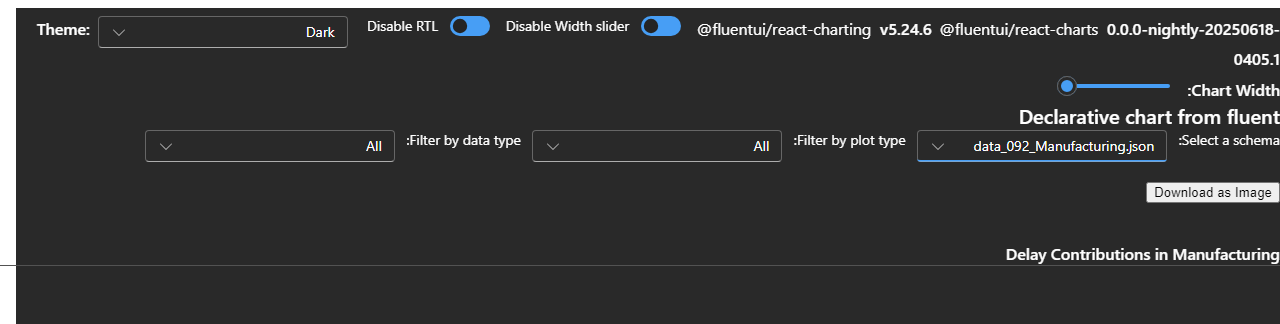 Theme: Dark Disable RTL Disable Width slider @fluentui/react-charting v5.24.6 @fluentui/react-charts 0.0.0-nightly-20250618-
0405.1
:Chart Width
Declarative chart from fluent
:Select a schema data_092_Manufacturing.json :Filter by plot type All :Filter by data type All
Download as Image
Delay Contributions in Manufacturing